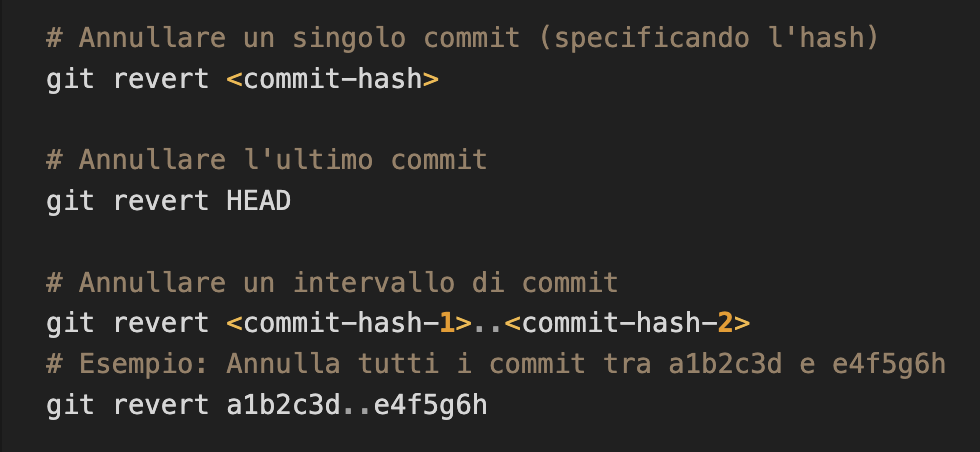 # Annullare un singolo commit (specificando l'hash)
git revert <commit-hash>
# Annullare l'ultimo commit
git revert HEAD
# Annullare un intervallo di commit
git revert <commit-hash-1>..<commit-hash-2>
# Esempio: Annulla tutti i commit tra a1b2c3d e e4f5g6h
git revert a1b2c3d..e4f5g6h